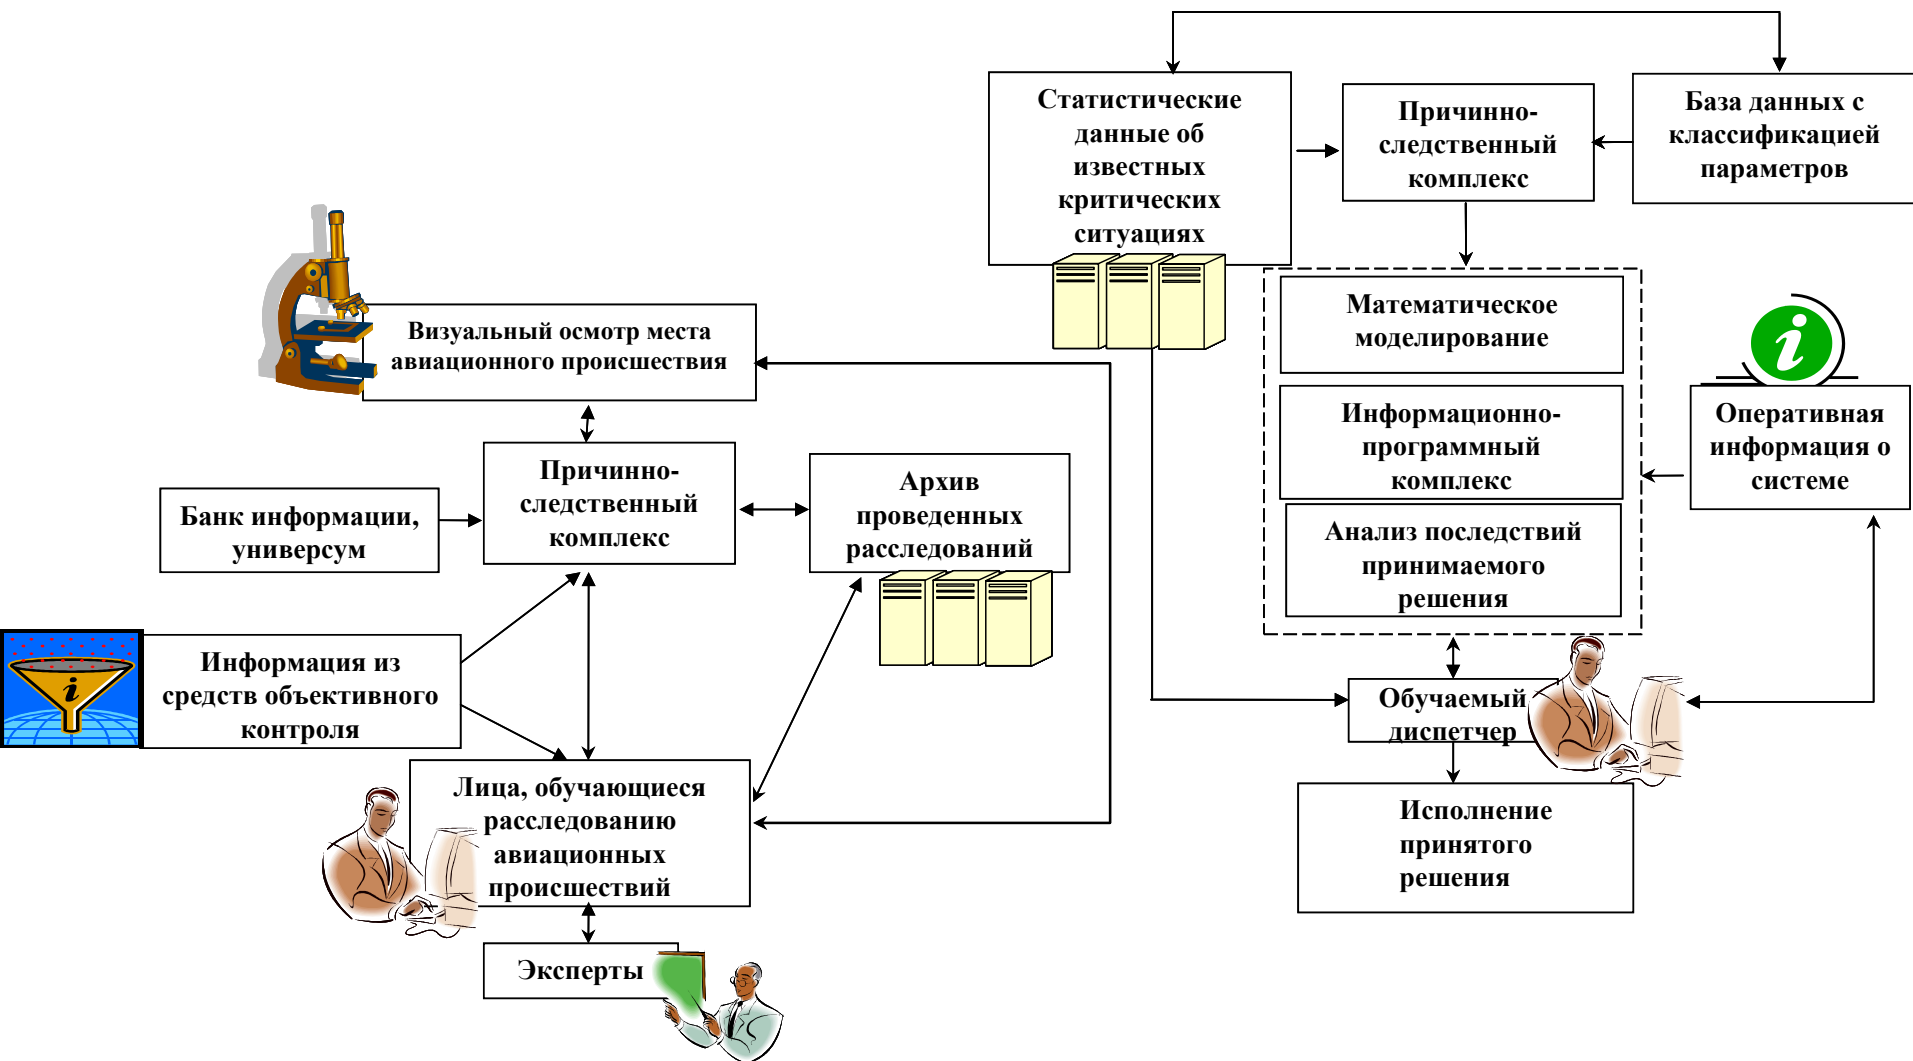 Статистические
данные об
известных
критических
ситуациях
Причинно-
следственный
комплекс
База данных с
классификацией
параметров
Математическое
моделирование
Информационно-
программный
комплекс
Анализ последствий
принимаемого
решения
Оперативная
информация о
системе
Обучаемый
диспетчер
Исполнение
принятого
решения
Визуальный осмотр места
авиационного происшествия
Причинно-
следственный
комплекс
Архив
проведенных
расследований
Банк информации,
универсум
Информация из
средств объективного
контроля
Лица, обучающиеся
расследованию
авиационных
происшествий
Эксперты
i
i